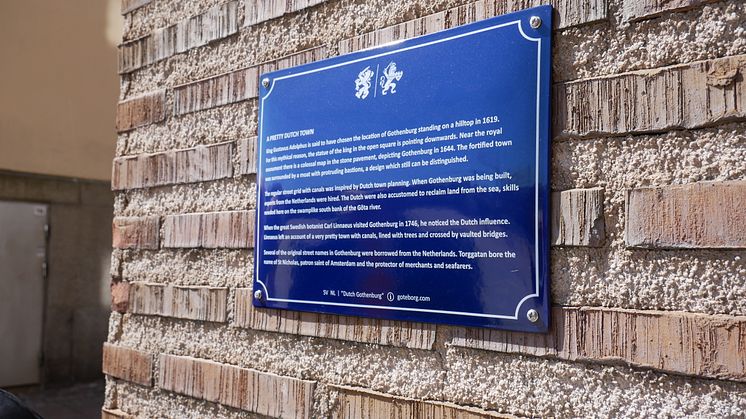 A PRETTY DUTCH TOWN
King Gustavus Adolphus is said to have chosen the location of Gothenburg standing on a hilltop in 1619.
For this mythical reason, the statue of the king in the open square is pointing downwards. Near the royal
monument there is a colossal map in the stone pavement, depicting Gothenburg in 1644. The fortified town
was surrounded by a moat with protruding bastions, a design which still can be distinguished.
The regular street grid with canals was inspired by Dutch town planning. When Gothenburg was being built,
experts from the Netherlands were hired. The Dutch were also accustomed to reclaim land from the sea, skills
needed here on the swamplike south bank of the Göta river.
When the great Swedish botanist Carl Linnaeus visited Gothenburg in 1746, he noticed the Dutch influence.
Linnaeus left an account of a very pretty town with canals, lined with trees and crossed by vaulted bridges.
Several of the original street names in Gothenburg were borrowed from the Netherlands. Torggatan bore the
name of St Nicholas, patron saint of Amsterdam and the protector of merchants and seafarers.
SV NL | "Dutch Gothenburg" i goteborg.com